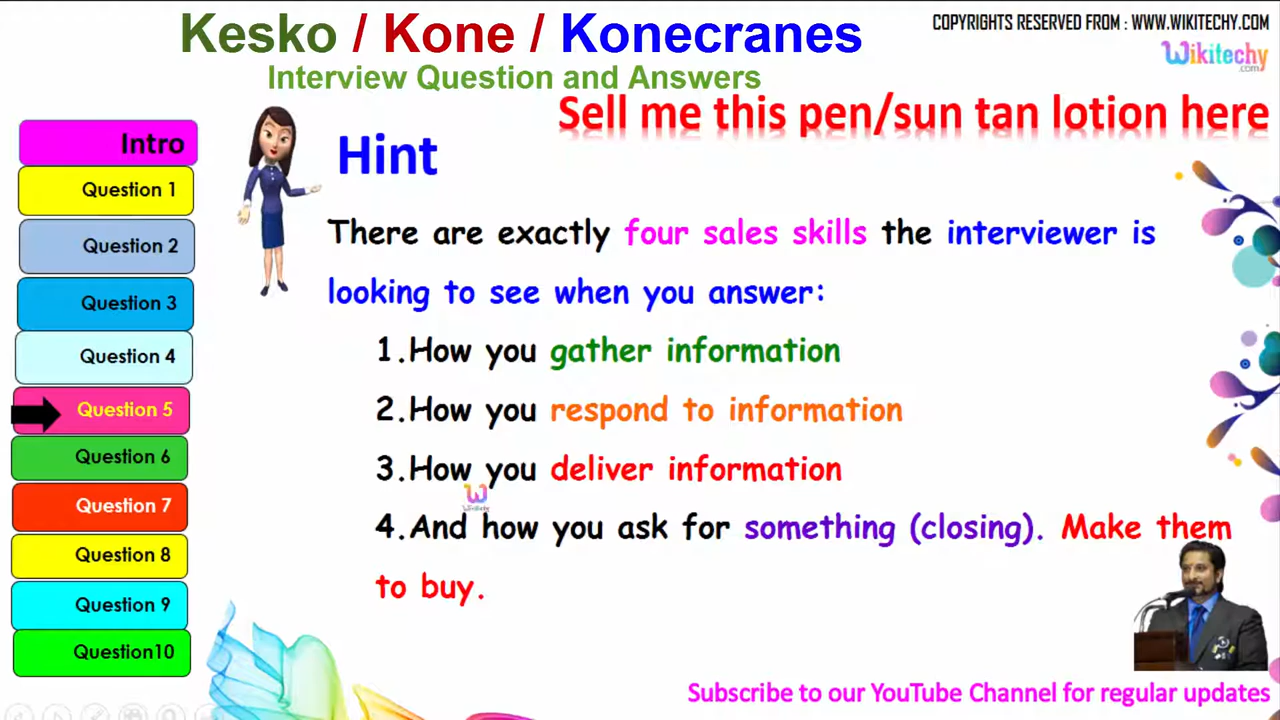 Kesko / Kone / Konecranes
COPYRIGHTS RESERVED FROM : WWW.WIKITECHY.COM
Wikitechy
.com
Interview Question and Answers
Sell me this pen/sun tan lotion here
Intro
Question 1
Question 2
Question 3
Question 4
Question 5
Question 6
Question 7
Question 8
Question 9
Question10
Hint
There are exactly four sales skills the interviewer is
looking to see when you answer:
1.How you gather information
2.How you respond to information
3.How you deliver information
W
Wikitechy
4.And how you ask for something (closing). Make them
to buy.
Subscribe to our YouTube Channel for regular updates